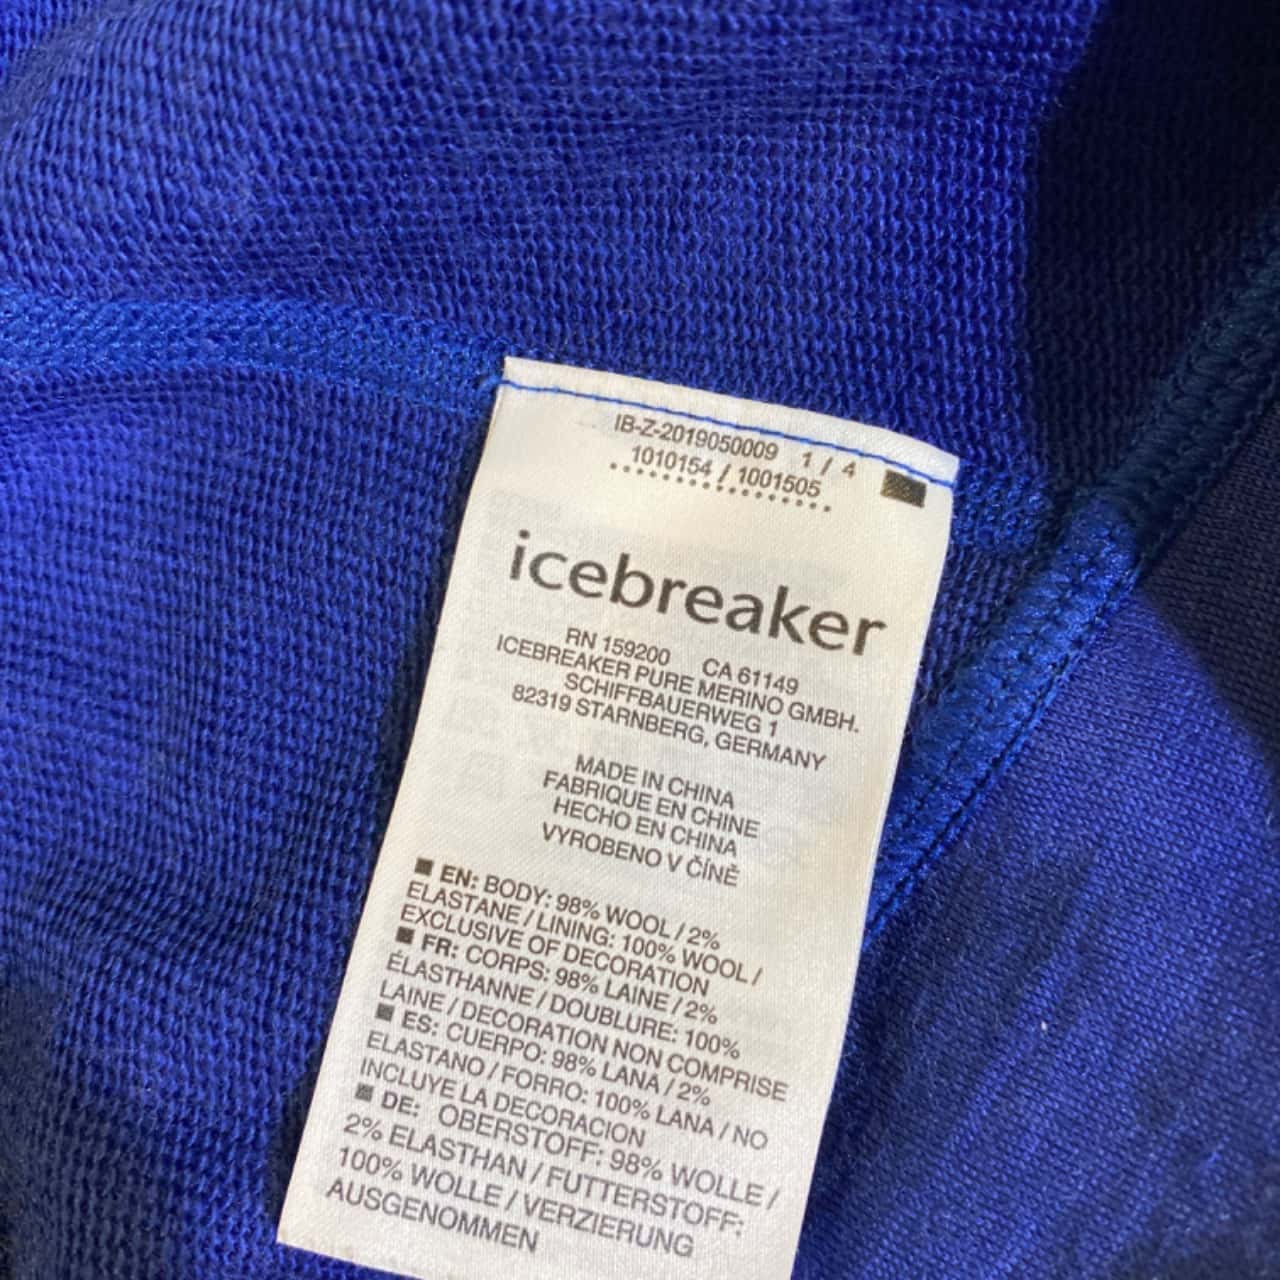 IB-Z-2019050009 1 / 4
1010154 / 1001505
icebreaker
RN 159200 CA 61149
ICEBREAKER PURE MERINO GMBH.
SCHIFFBAUERWEG 1
82319 STARNBERG, GERMANY
MADE IN CHINA
FABRIQUE EN CHINE
HECHO EN CHINA
VYROBENO V ČÍNĚ
■ EN: BODY: 98% WOOL / 2%
ELASTANE / LINING: 100% WOOL /
EXCLUSIVE OF DECORATION
■ FR: CORPS: 98% LAINE / 2%
ÉLASTHANNE / DOUBLURE: 100%
LAINE / DECORATION NON COMPRISE
■ ES: CUERPO: 98% LANA / 2%
ELASTANO / FORRO: 100% LANA / NO
INCLUYE LA DECORACION
■ DE: OBERSTOFF: 98% WOLLE /
2% ELASTHAN / FUTTERSTOFF:
100% WOLLE / VERZIERUNG
AUSGENOMMEN